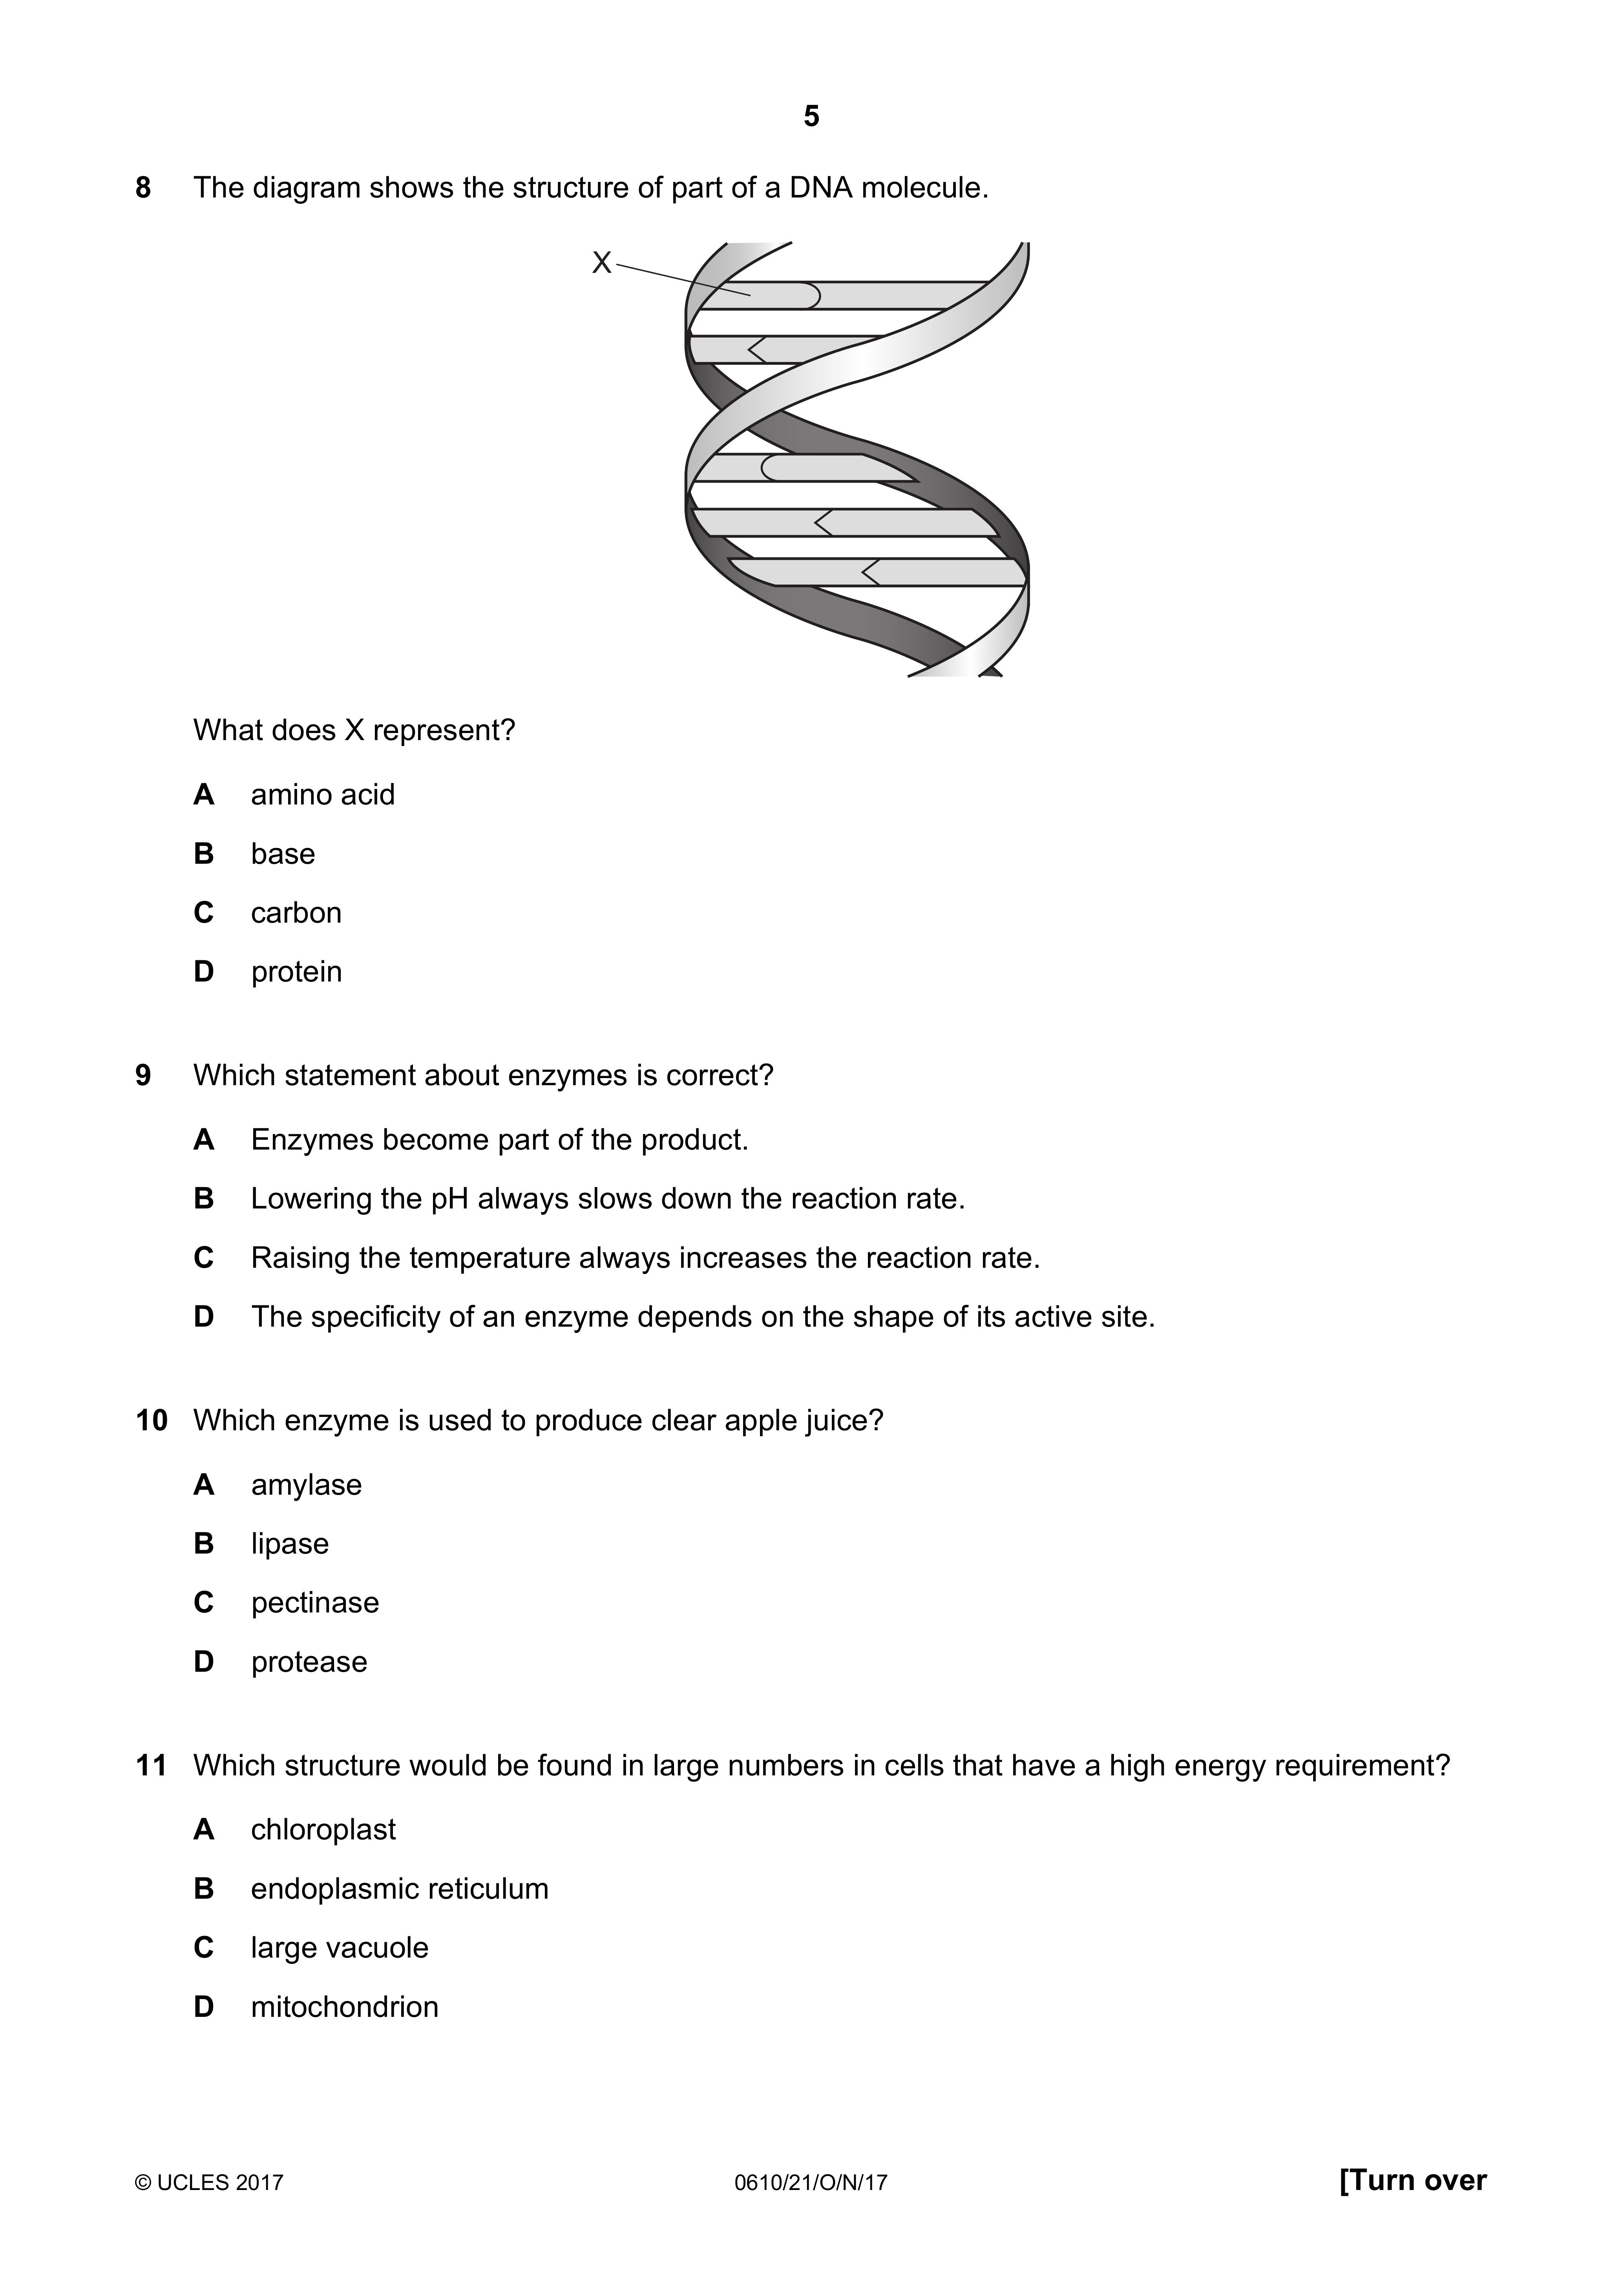 5
8 The diagram shows the structure of part of a DNA molecule.
X
What does X represent?
A amino acid
B base
C carbon
D protein
9 Which statement about enzymes is correct?
A Enzymes become part of the product.
B Lowering the pH always slows down the reaction rate.
C Raising the temperature always increases the reaction rate.
D The specificity of an enzyme depends on the shape of its active site.
10 Which enzyme is used to produce clear apple juice?
A amylase
B lipase
C pectinase
D protease
11 Which structure would be found in large numbers in cells that have a high energy requirement?
A chloroplast
B endoplasmic reticulum
C large vacuole
D mitochondrion
© UCLES 2017 0610/21/O/N/17 [Turn over